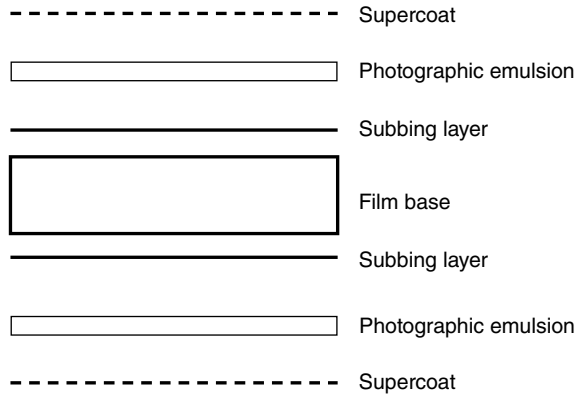 Supercoat
Photographic emulsion
Subbing layer
Film base
Subbing layer
Photographic emulsion
Supercoat